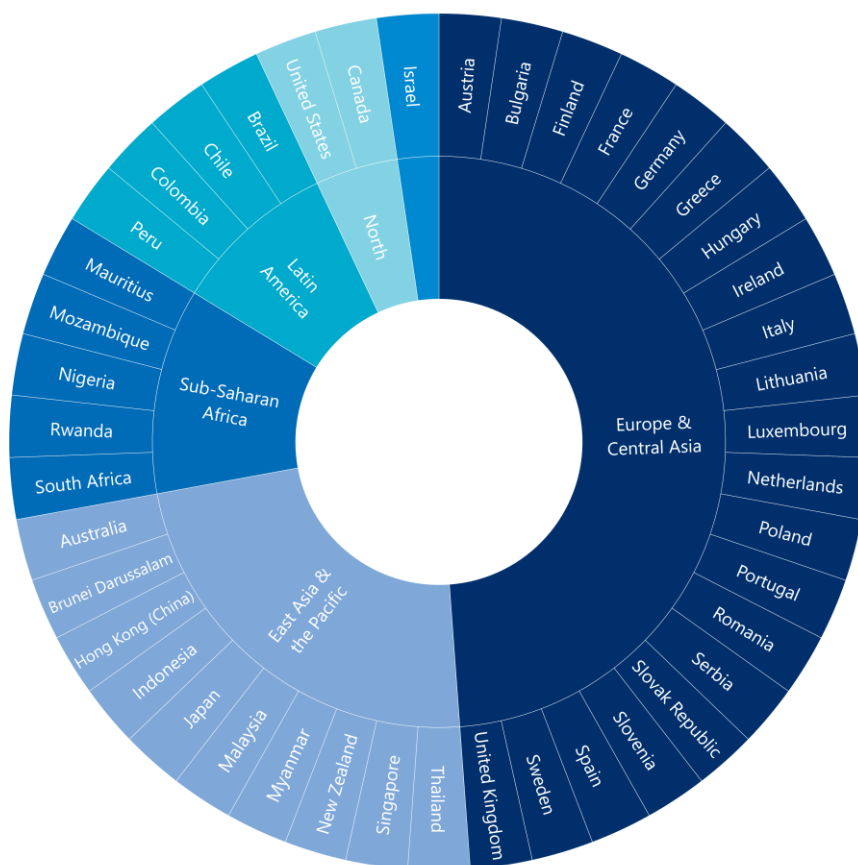 Austria
Bulgaria
Finland
France
Germany
Greece
Hungary
Ireland
Italy
Lithuania
Luxembourg
Netherlands
Poland
Portugal
Romania
Serbia
Slovak Republic
Slovenia
Spain
Sweden
United Kingdom
Thailand
Singapore
New Zealand
Myanmar
Malaysia
Japan
Indonesia
Hong Kong (China)
Brunei Darussalam
Australia
South Africa
Rwanda
Nigeria
Mozambique
Mauritius
Peru
Colombia
Chile
Brazil
United States
Canada
Israel
Europe &
Central Asia
East Asia &
the Pacific
Sub-Saharan
Africa
Latin
America
North